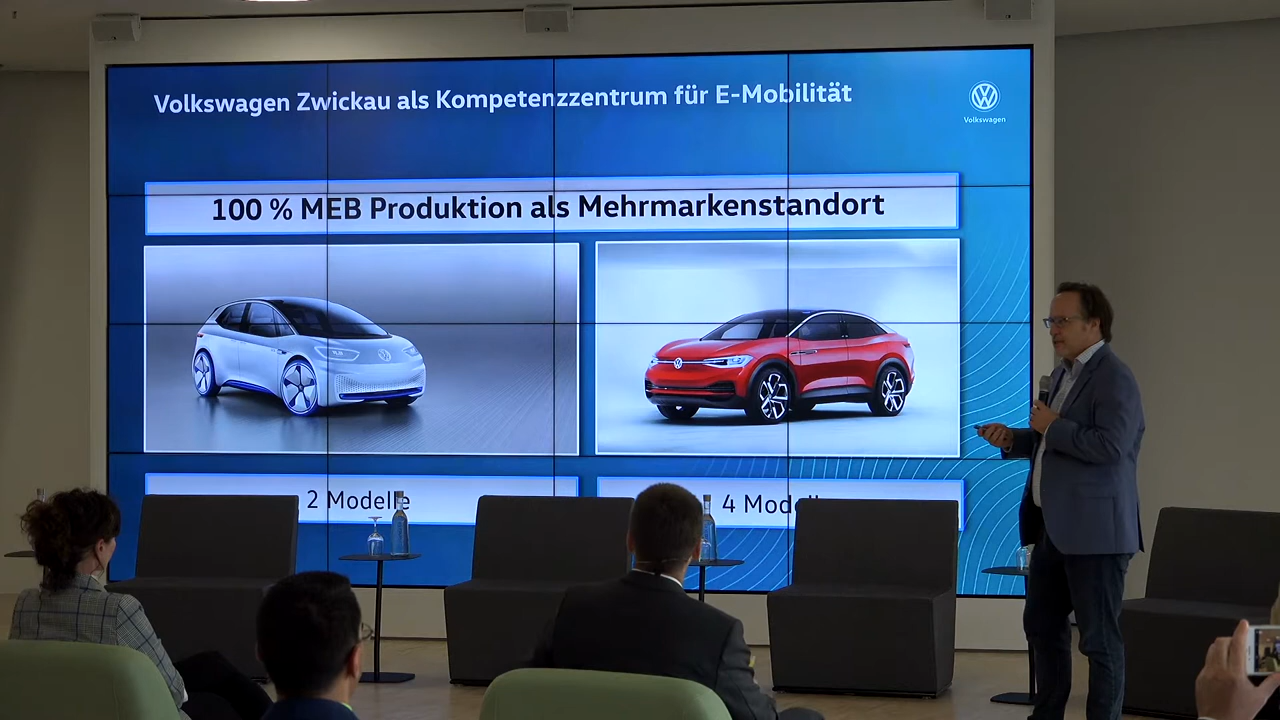 Volkswagen Zwickau als Kompetenzzentrum für E-Mobilität
Volkswagen
100 % MEB Produktion als Mehrmarkenstandort
2 Modelle
4 Modelle